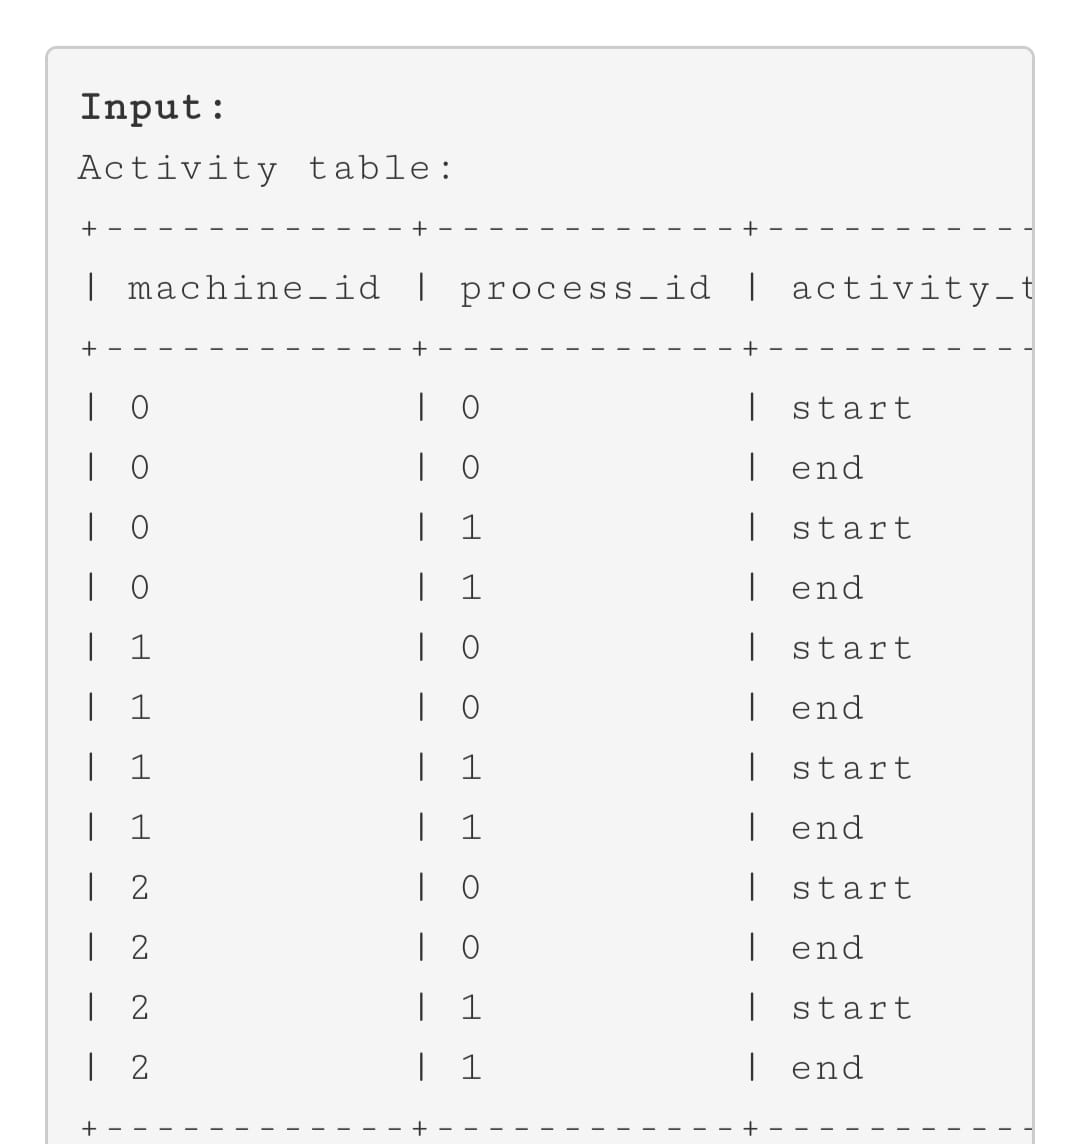 Input:
Activity table:
+------------+------------+-----------
| machine_id | process_id | activity_t
+------------+------------+-----------
| 0          | 0          | start
| 0          | 0          | end
| 0          | 1          | start
| 0          | 1          | end
| 1          | 0          | start
| 1          | 0          | end
| 1          | 1          | start
| 1          | 1          | end
| 2          | 0          | start
| 2          | 0          | end
| 2          | 1          | start
| 2          | 1          | end
+------------+------------+-----------